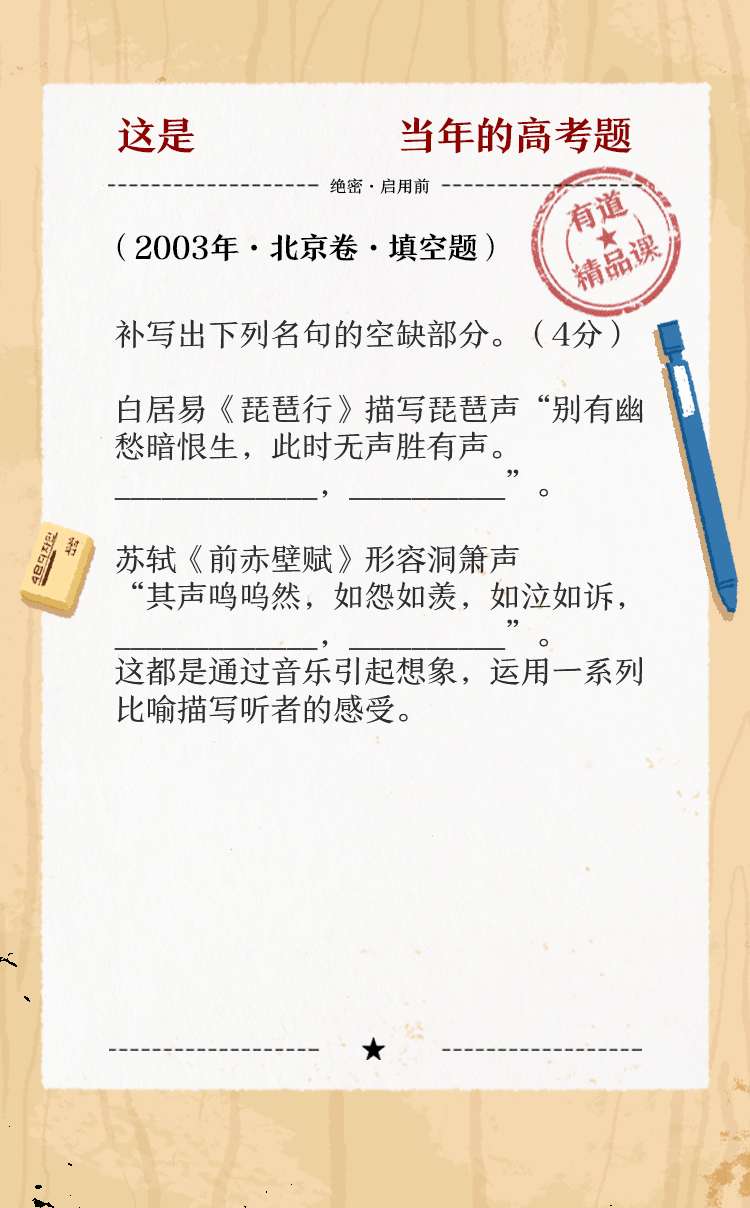 这是 当年的高考题
绝密·启用前
有道
精品课
（2003年·北京卷·填空题）
补写出下列名句的空缺部分。（4分）
白居易《琵琶行》描写琵琶声“别有幽
愁暗恨生，此时无声胜有声。
_____________，__________”。
苏轼《前赤壁赋》形容洞箫声
“其声鸣呜然，如怨如羡，如泣如诉，
_____________，__________”。
这都是通过音乐引起想象，运用一系列
比喻描写听者的感受。